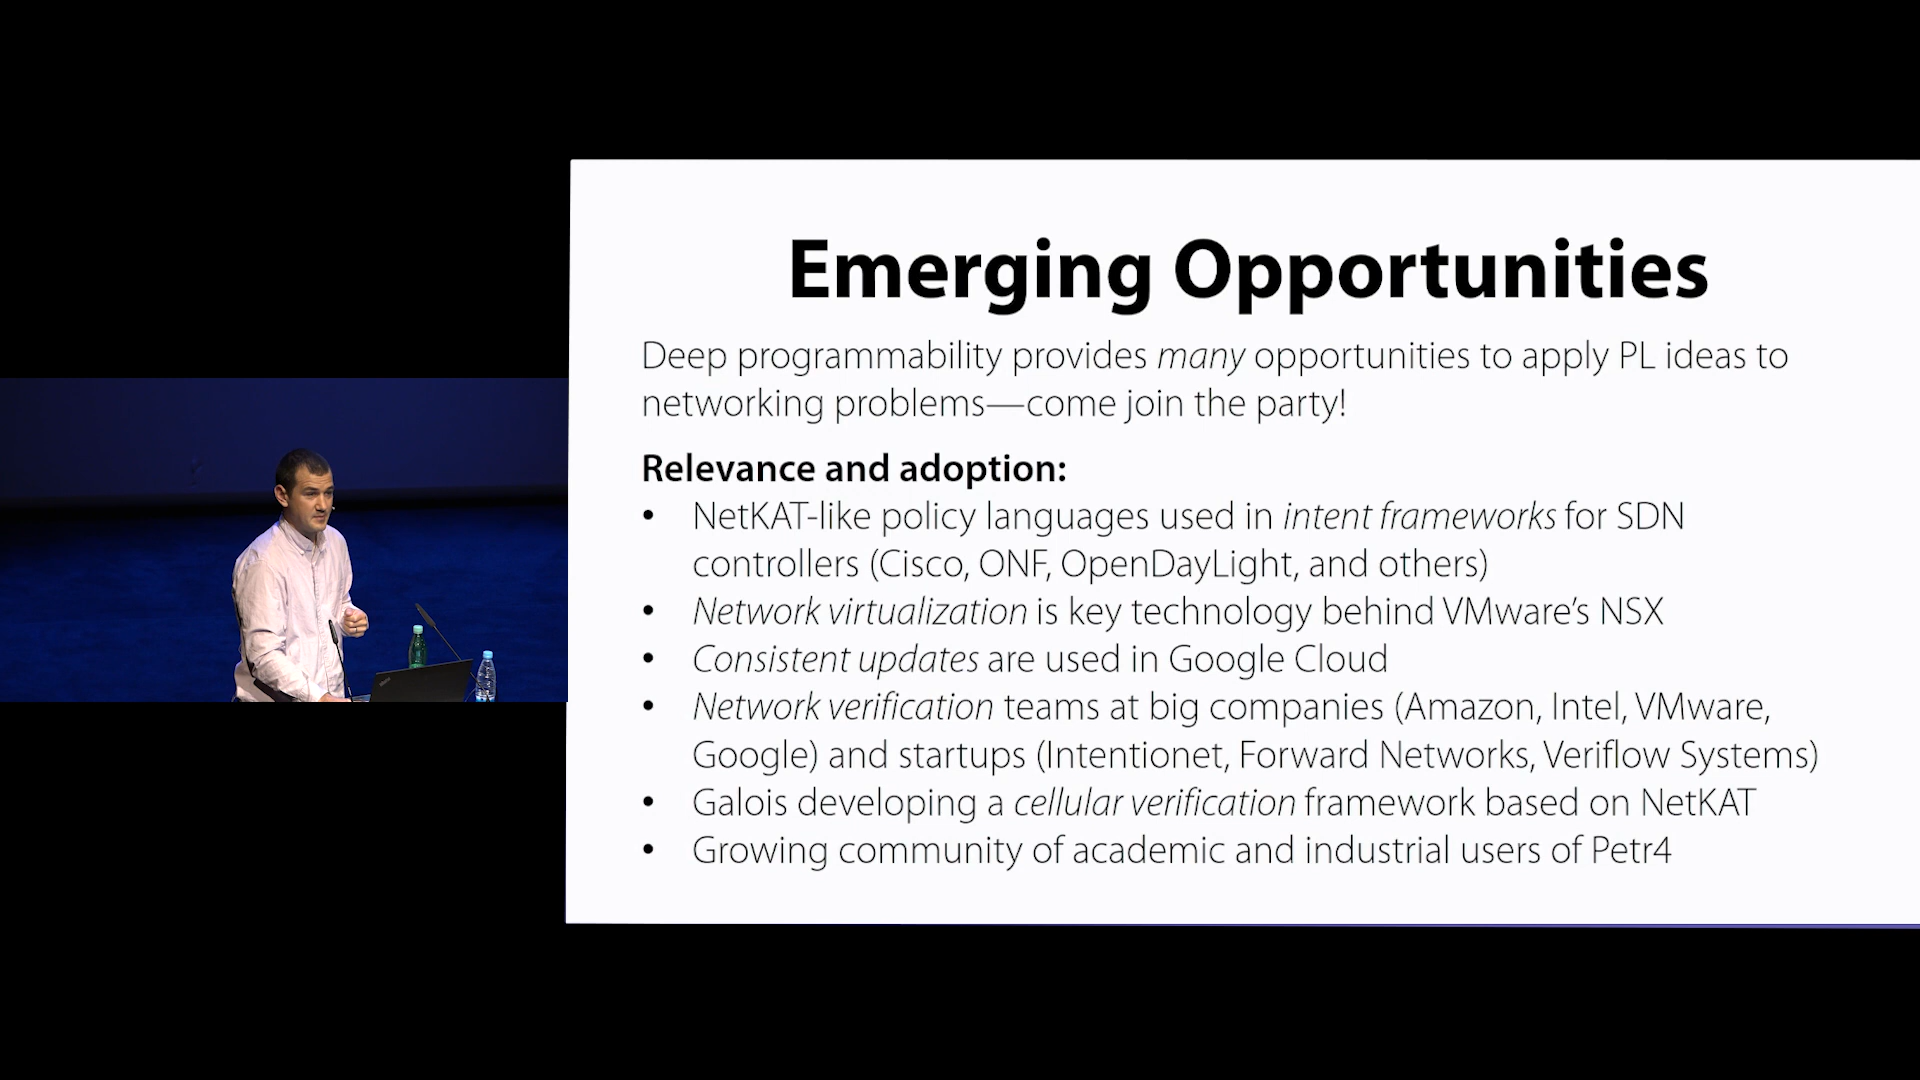 Emerging Opportunities
Deep programmability provides many opportunities to apply PL ideas to
networking problems—come join the party!
Relevance and adoption:
• NetKAT-like policy languages used in intent frameworks for SDN
controllers (Cisco, ONF, OpenDayLight, and others)
• Network virtualization is key technology behind VMware’s NSX
• Consistent updates are used in Google Cloud
• Network verification teams at big companies (Amazon, Intel, VMware,
Google) and startups (Intentionet, Forward Networks, Veriflow Systems)
• Galois developing a cellular verification framework based on NetKAT
• Growing community of academic and industrial users of Petr4